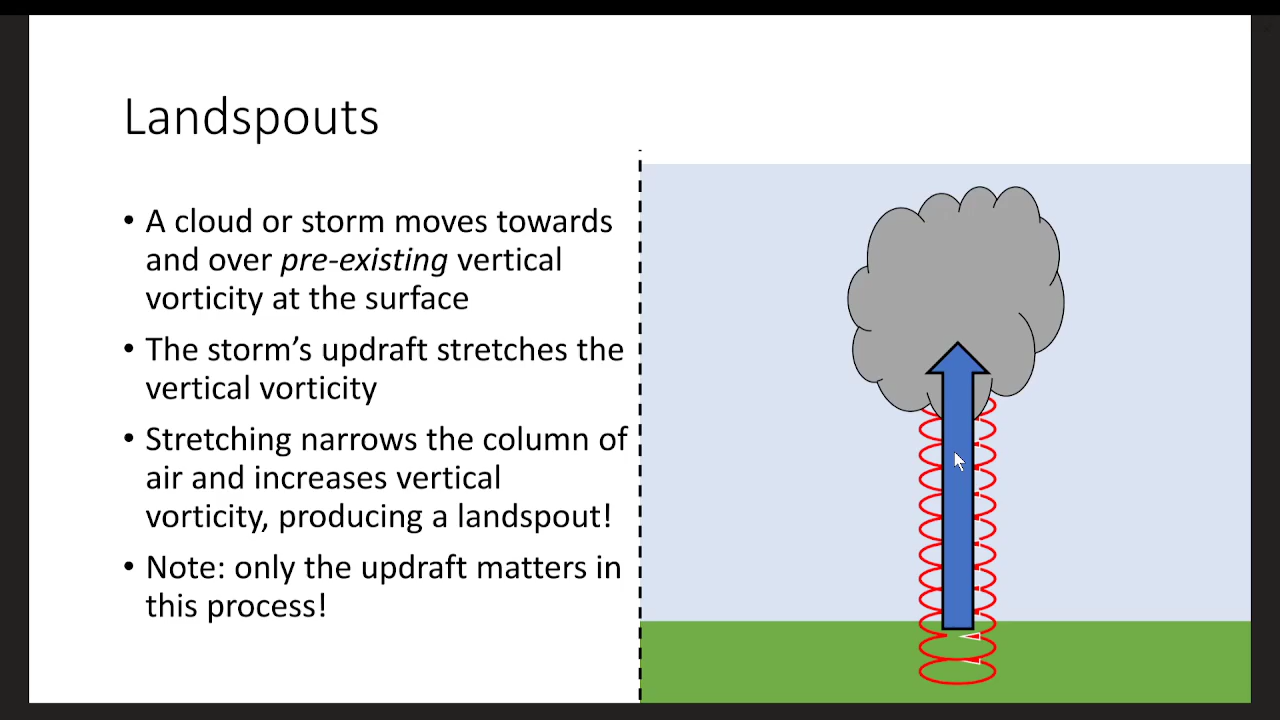 Landspouts
• A cloud or storm moves towards
and over pre-existing vertical
vorticity at the surface
• The storm’s updraft stretches the
vertical vorticity
• Stretching narrows the column of
air and increases vertical
vorticity, producing a landspout!
• Note: only the updraft matters in
this process!